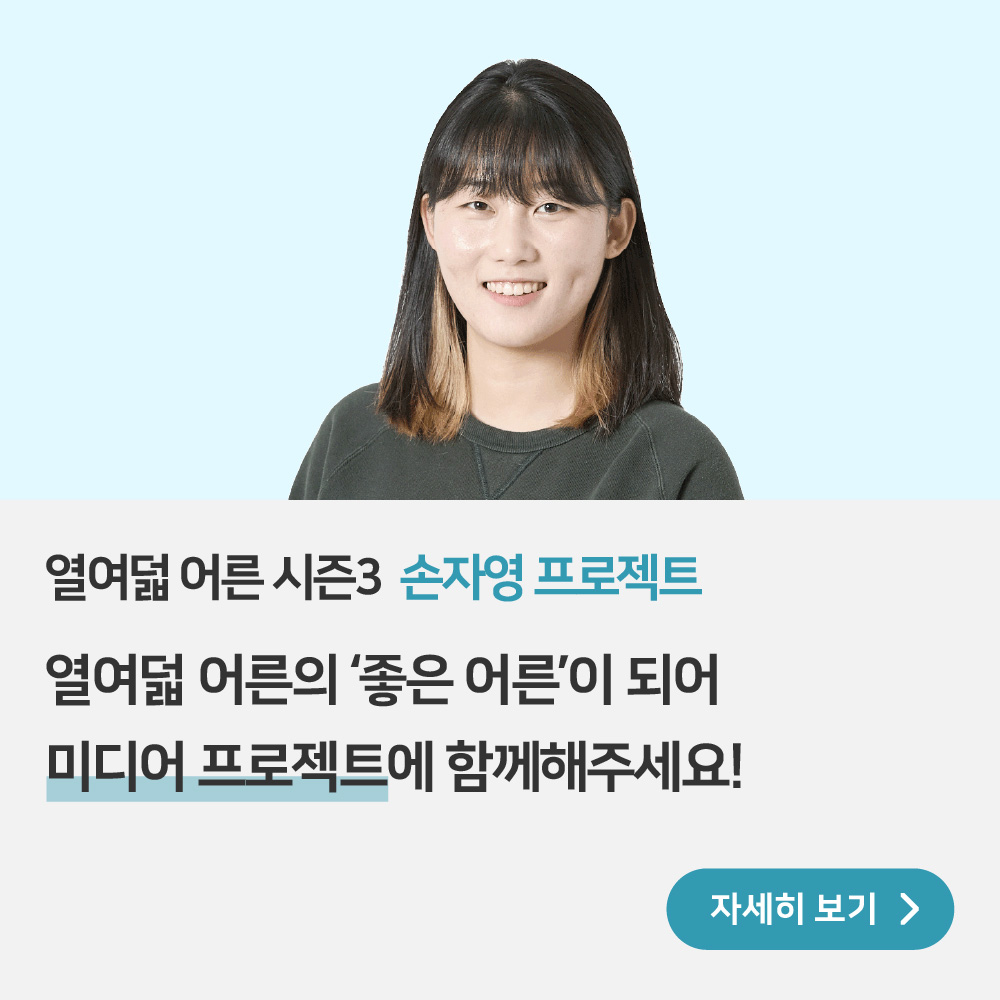 열여덟 어른 시즌3 손자영 프로젝트
열여덟 어른의 ‘좋은 어른’이 되어
미디어 프로젝트에 함께해주세요!
자세히 보기